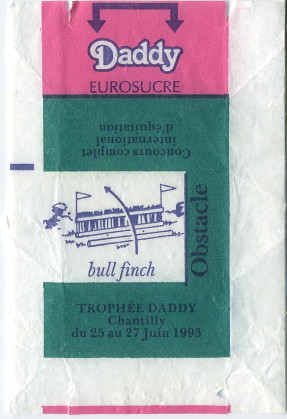 Daddy
EUROSUCRE
Concours complet
international
d'équitation
Obstacle
bull finch
TROPHÉE DADDY
Chantilly
du 25 au 27 Juin 1993